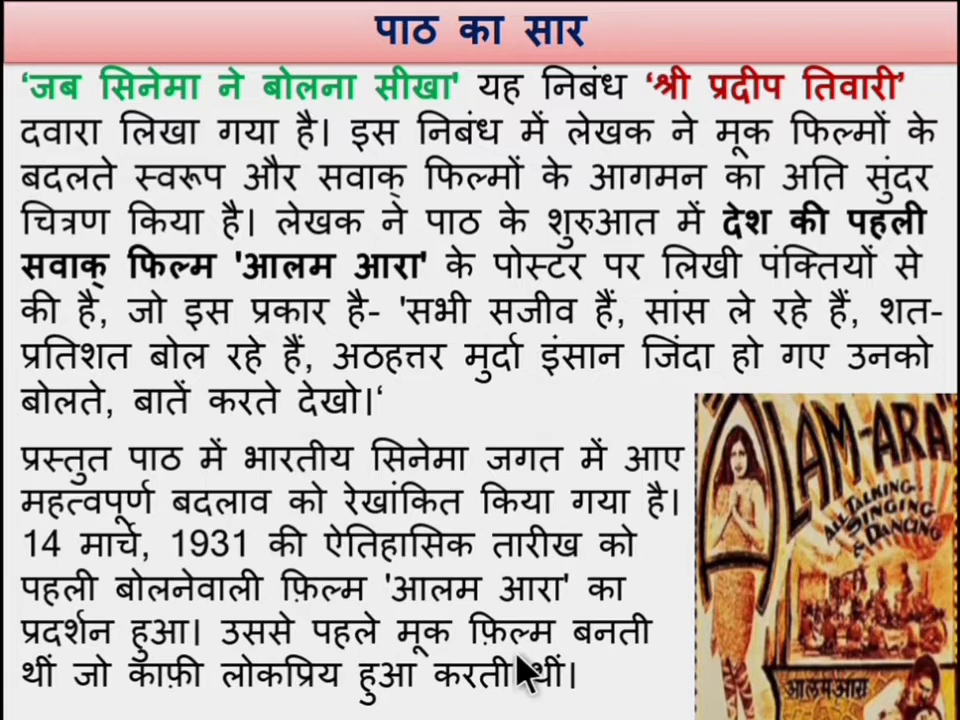 पाठ का सार
‘जब सिनेमा ने बोलना सीखा' यह निबंध ‘श्री प्रदीप तिवारी’
दवारा लिखा गया है। इस निबंध में लेखक ने मूक फिल्मों के
बदलते स्वरूप और सवाक् फिल्मों के आगमन का अति सुंदर
चित्रण किया है। लेखक ने पाठ के शुरुआत में देश की पहली
सवाक् फिल्म 'आलम आरा' के पोस्टर पर लिखी पंक्तियों से
की है, जो इस प्रकार है- 'सभी सजीव हैं, सांस ले रहे हैं, शत-
प्रतिशत बोल रहे हैं, अठहत्तर मुर्दा इंसान जिंदा हो गए उनको
बोलते, बातें करते देखो।‘
प्रस्तुत पाठ में भारतीय सिनेमा जगत में आए
महत्वपूर्ण बदलाव को रेखांकित किया गया है।
14 मार्च, 1931 की ऐतिहासिक तारीख को
पहली बोलनेवाली फ़िल्म 'आलम आरा' का
प्रदर्शन हुआ। उससे पहले मूक फ़िल्म बनती
थीं जो काफ़ी लोकप्रिय हुआ करती थीं।
"ALAM-ARA"
ALL TALKING
SINGING
& DANCING
आलमआरा